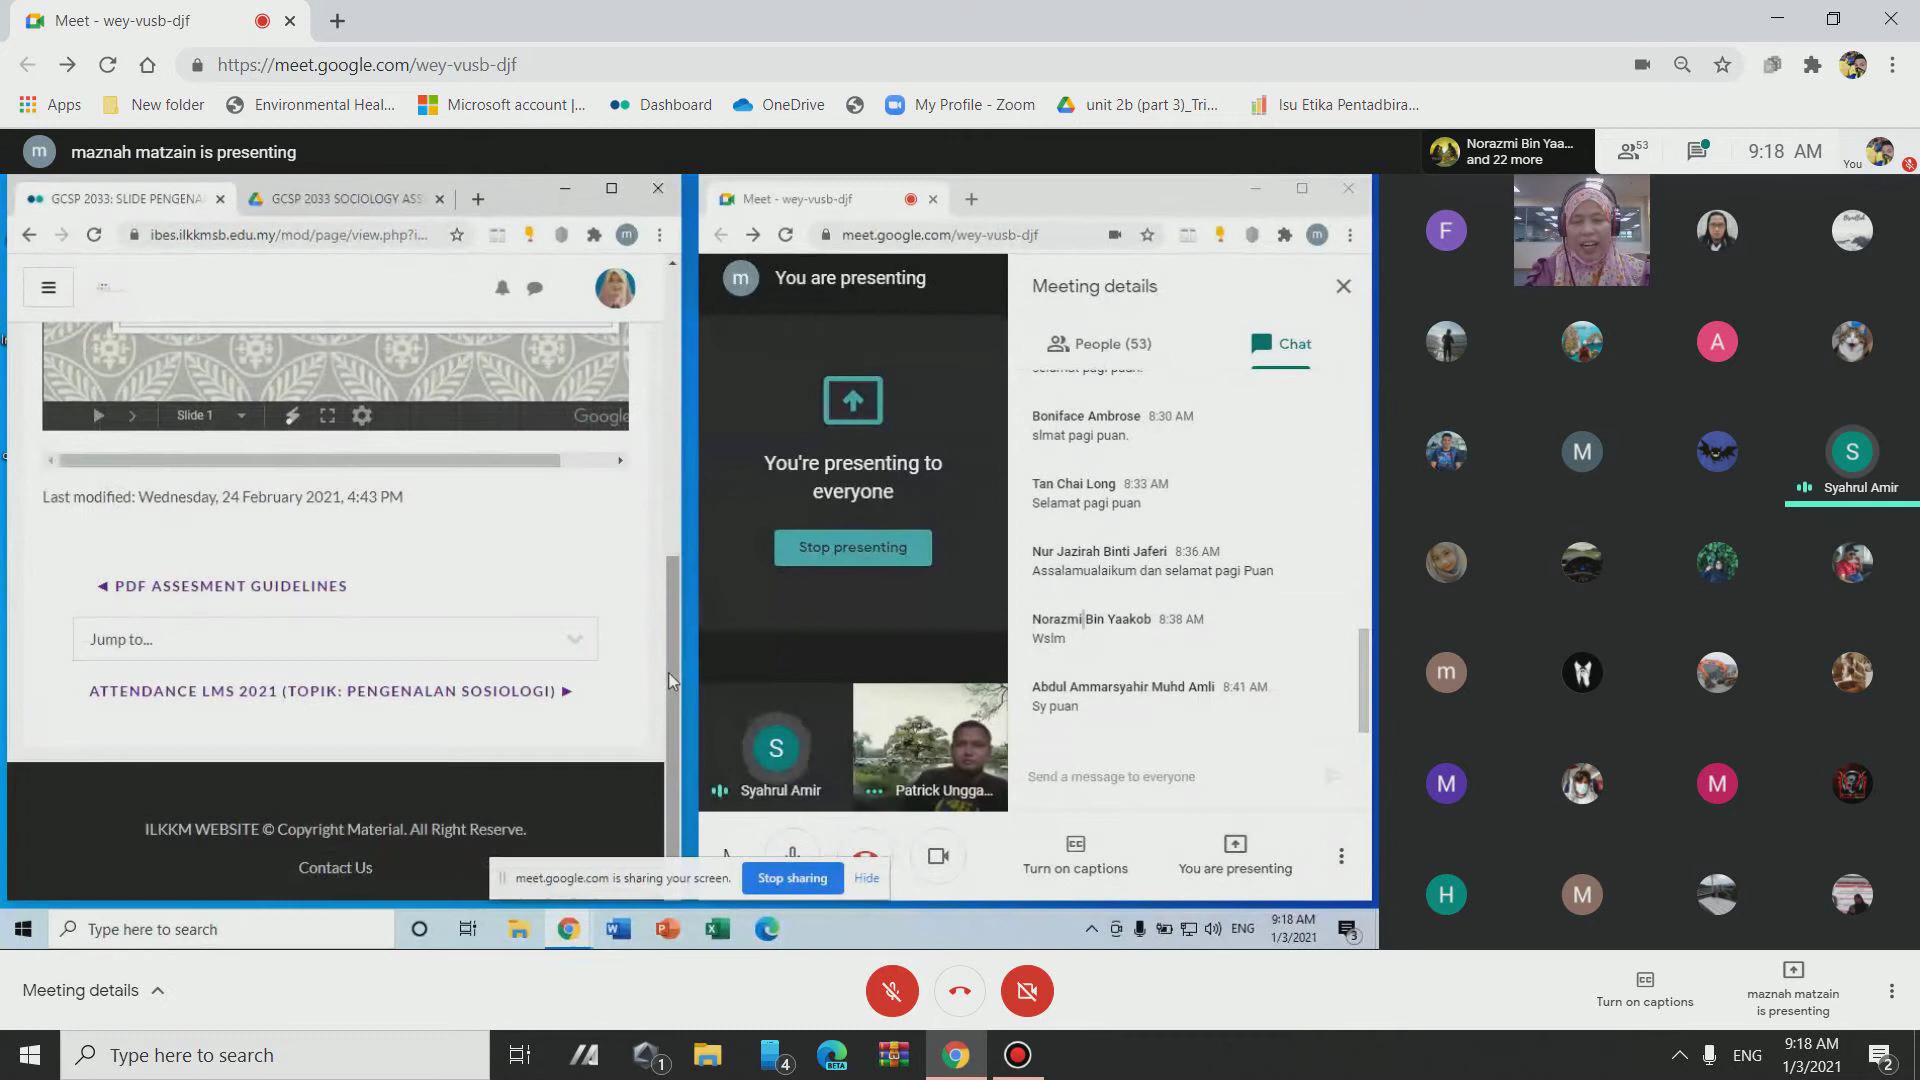 Meet - wey-vusb-djf
https://meet.google.com/wey-vusb-djf
Apps
New folder
Environmental Heal...
Microsoft account |...
Dashboard
OneDrive
My Profile - Zoom
unit 2b (part 3)_Tri...
Isu Etika Pentadbira...
m
maznah matzain is presenting
Norazmi Bin Yaa...
and 22 more
53
9:18 AM
You
GCSP 2033: SLIDE PENGENA
GCSP 2033 SOCIOLOGY ASS
ibes.ilkkmsb.edu.my/mod/page/view.php?i...
m
Slide 1
Google
Last modified: Wednesday, 24 February 2021, 4:43 PM
◄ PDF ASSESMENT GUIDELINES
Jump to...
ATTENDANCE LMS 2021 (TOPIK: PENGENALAN SOSIOLOGI) ►
ILKKM WEBSITE © Copyright Material. All Right Reserve.
Contact Us
Meet - wey-vusb-djf
meet.google.com/wey-vusb-djf
m
m
You are presenting
You're presenting to
everyone
Stop presenting
S
Syahrul Amir
Patrick Ungga...
Meeting details
People (53)
Chat
selamat pagi puan.
Boniface Ambrose 8:30 AM
slmat pagi puan.
Tan Chai Long 8:33 AM
Selamat pagi puan
Nur Jazirah Binti Jaferi 8:36 AM
Assalamualaikum dan selamat pagi Puan
Norazmi Bin Yaakob 8:38 AM
Wslm
Abdul Ammarsyahir Muhd Amli 8:41 AM
Sy puan
Send a message to everyone
Turn on captions
You are presenting
meet.google.com is sharing your screen.
Stop sharing
Hide
Type here to search
ENG
9:18 AM
1/3/2021
3
F
A
M
S
Syahrul Amir
m
M
M
H
M
Meeting details
Turn on captions
maznah matzain
is presenting
Type here to search
1
4
BETA
ENG
9:18 AM
1/3/2021
2